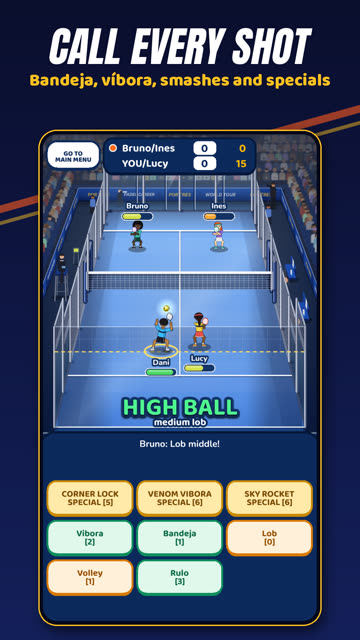 CALL EVERY SHOT
Bandeja, víbora, smashes and specials
GO TO
MAIN MENU
Bruno/Ines 0 0
YOU/Lucy 0 15
WORLD TOUR
Bruno
Ines
Dani
Lucy
HIGH BALL
medium lob
Bruno: Lob middle!
CORNER LOCK
SPECIAL [5]
VENOM VIBORA
SPECIAL [6]
SKY ROCKET
SPECIAL [6]
Vibora
[2]
Bandeja
[1]
Lob
[0]
Volley
[1]
Rulo
[3]